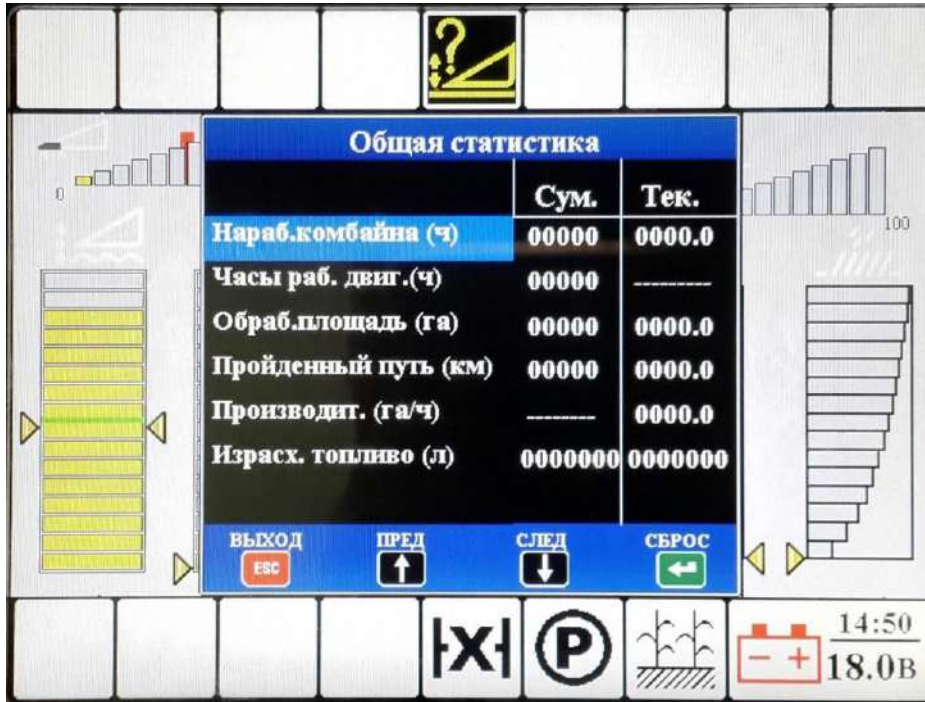 ?
0
100
Общая статистика
Сум. Тек.
Нараб.комбайна (ч) 00000 0000.0
Часы раб. двиг.(ч) 00000 ---------
Обраб.площадь (га) 00000 0000.0
Пройденный путь (км) 00000 0000.0
Производит. (га/ч) -------- 0000.0
Израсх. топливо (л) 0000000 0000000
ВЫХОД ПРЕД СЛЕД СБРОС
ESC
X P 14:50
- + 18.0В